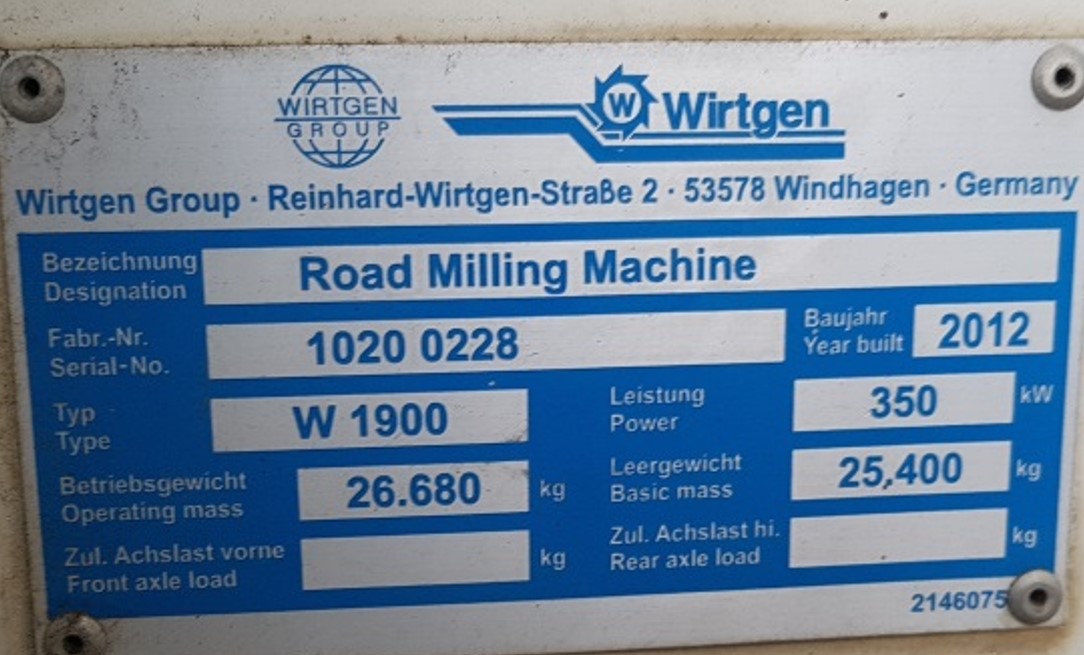 WIRTGEN
GROUP
W Wirtgen
Wirtgen Group · Reinhard-Wirtgen-Straße 2 · 53578 Windhagen · Germany
Bezeichnung
Designation
Road Milling Machine
Fabr.-Nr.
Serial-No.
1020 0228
Baujahr
Year built
2012
Typ
Type
W 1900
Leistung
Power
350 kW
Betriebsgewicht
Operating mass
26.680 kg
Leergewicht
Basic mass
25,400 kg
Zul. Achslast vorne
Front axle load
kg
Zul. Achslast hi.
Rear axle load
kg
2146075